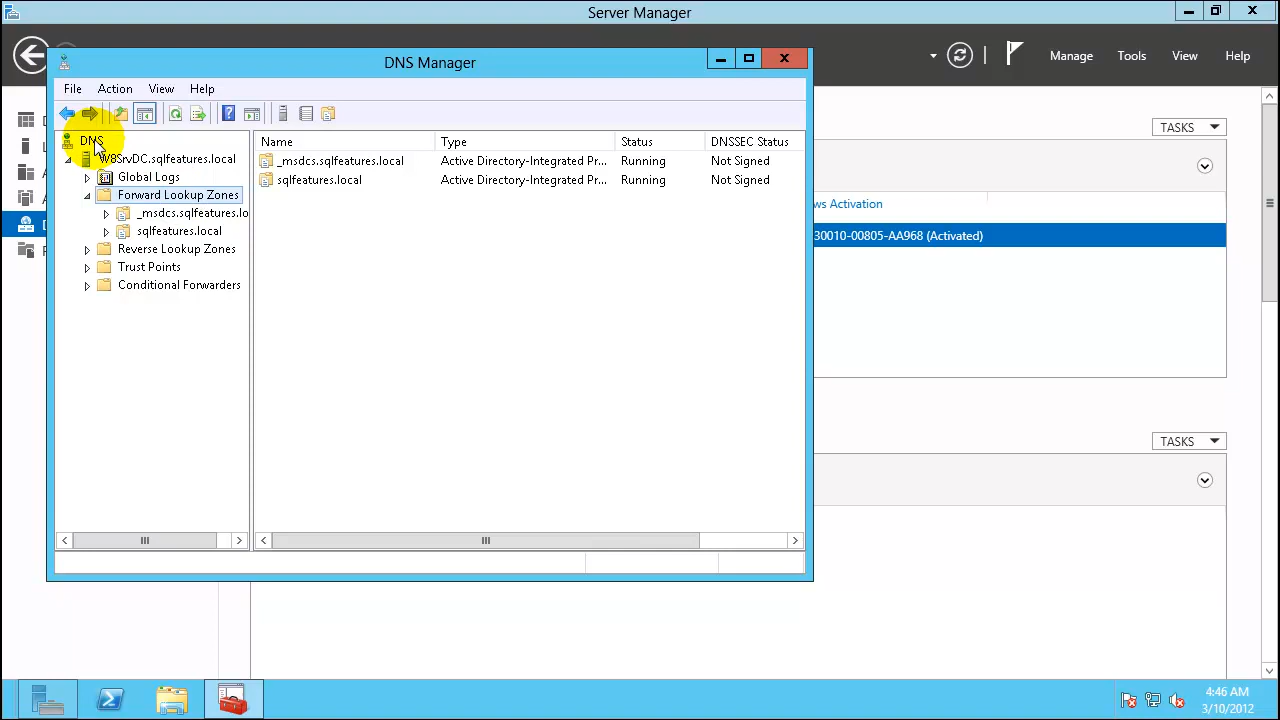 Server Manager
Manage
Tools
View
Help
DNS Manager
File
Action
View
Help
DNS
W8SrvDC.sqlfeatures.local
Global Logs
Forward Lookup Zones
_msdcs.sqlfeatures.lo
sqlfeatures.local
Reverse Lookup Zones
Trust Points
Conditional Forwarders
Name Type Status DNSSEC Status
_msdcs.sqlfeatures.local Active Directory-Integrated Pr... Running Not Signed
sqlfeatures.local Active Directory-Integrated Pr... Running Not Signed
TASKS
ws Activation
30010-00805-AA968 (Activated)
TASKS
4:46 AM
3/10/2012